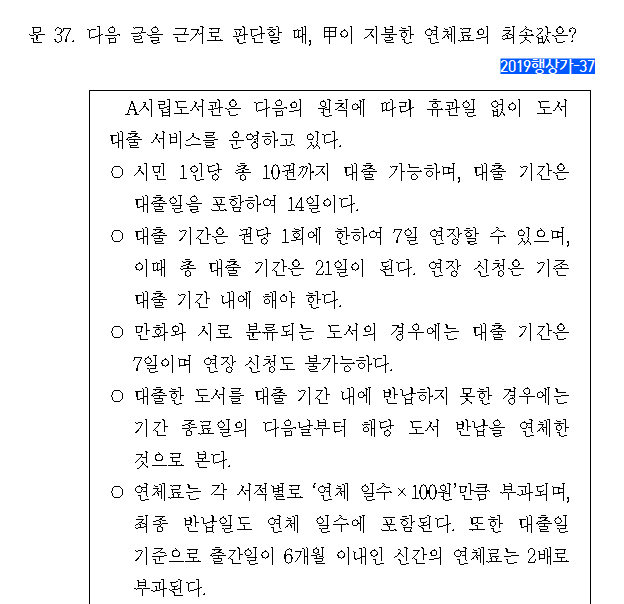 문 37. 다음 글을 근거로 판단할 때, 甲이 지불한 연체료의 최솟값은?
2019행상가-37
A시립도서관은 다음의 원칙에 따라 휴관일 없이 도서
대출 서비스를 운영하고 있다.
○ 시민 1인당 총 10권까지 대출 가능하며, 대출 기간은
대출일을 포함하여 14일이다.
○ 대출 기간은 권당 1회에 한하여 7일 연장할 수 있으며,
이때 총 대출 기간은 21일이 된다. 연장 신청은 기존
대출 기간 내에 해야 한다.
○ 만화와 시로 분류되는 도서의 경우에는 대출 기간은
7일이며 연장 신청도 불가능하다.
○ 대출한 도서를 대출 기간 내에 반납하지 못한 경우에는
기간 종료일의 다음날부터 해당 도서 반납을 연체한
것으로 본다.
○ 연체료는 각 서적별로 ‘연체 일수×100원’만큼 부과되며,
최종 반납일도 연체 일수에 포함된다. 또한 대출일
기준으로 출간일이 6개월 이내인 신간의 연체료는 2배로
부과된다.